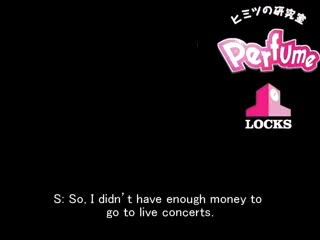 ヒミツの研究室
Perfume
LOCKS
S: So, I didn't have enough money to
go to live concerts.